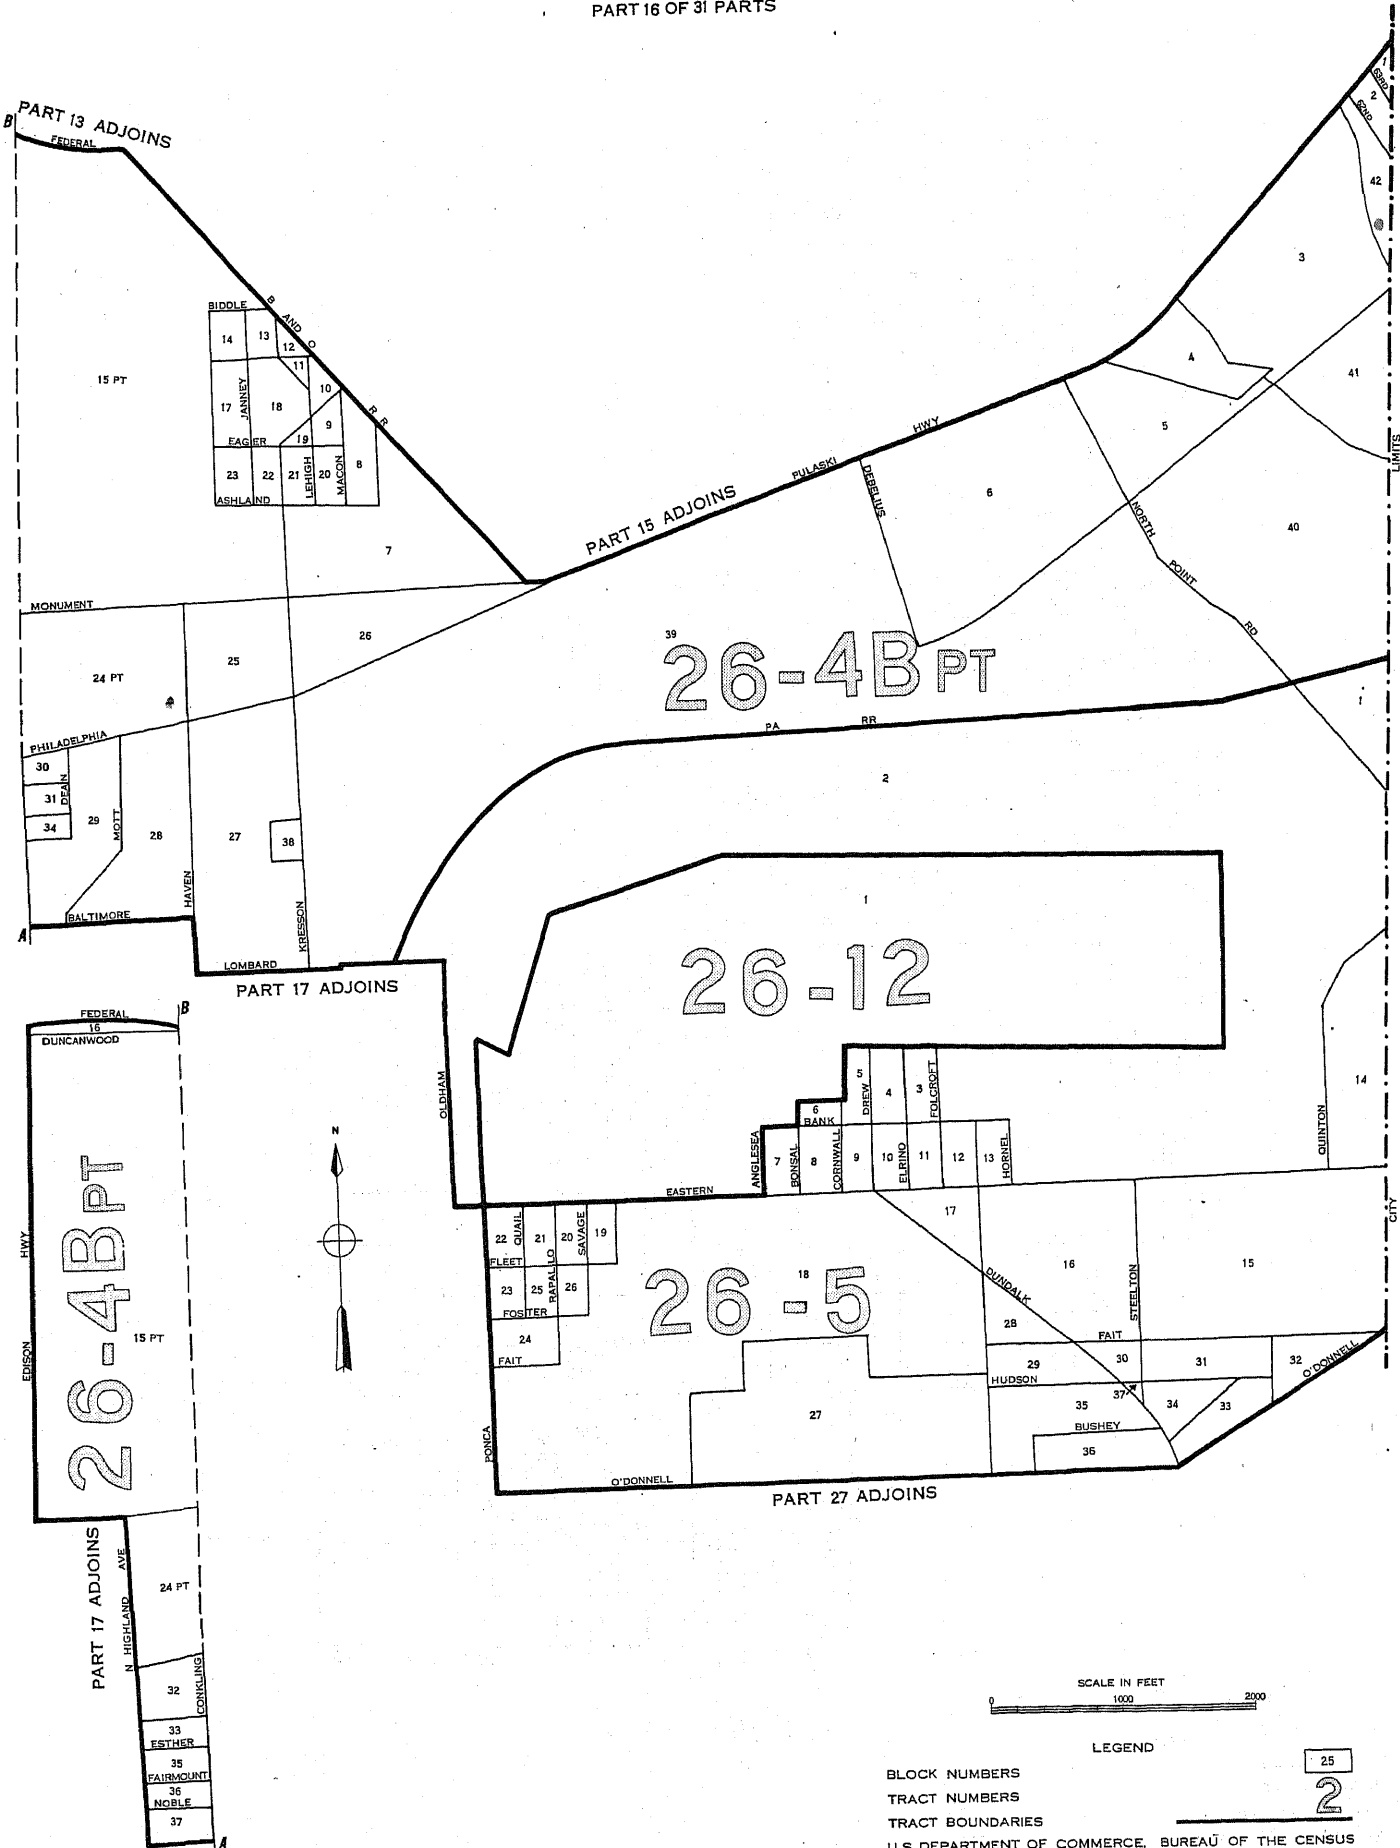 PART 16 OF 31 PARTS
PART 13 ADJOINS
B
FEDERAL
1
63RD
2
62ND
42
3
BIDDLE
B AND O RR
14
13
12
11
10
15 PT
17
JANNEY
18
9
EAGER
19
8
23
22
21
LEHIGH
20
MACON
ASHLAND
7
4
41
5
HWY
PULASKI
DEBELIUS
6
LIMITS
PART 15 ADJOINS
NORTH
POINT
RD
40
MONUMENT
26
39
26-4B PT
25
24 PT
PHILADELPHIA
PA
RR
1
30
31
34
DEAN
29
MOTT
28
HAVEN
27
38
KRESSON
2
BALTIMORE
A
LOMBARD
PART 17 ADJOINS
1
26-12
B
FEDERAL
16
DUNCANWOOD
OLDHAM
N
5
DREW
4
3
FOLCROFT
6
BANK
14
QUINTON
ANGLESEA
7
BONSAL
8
CORNWALL
9
10
ELRINO
11
12
13
HORNEL
EASTERN
CITY
HWY
EDISON
26-4B PT
15 PT
22
QUAIL
21
20
SAVAGE
19
FLEET
23
25
RAPALLO
26
FOSTER
24
FAIT
PONCA
18
26-5
17
DUNDALK
16
STEELTON
15
28
FAIT
29
30
31
32
O'DONNELL
HUDSON
37
35
34
33
BUSHEY
36
27
O'DONNELL
PART 27 ADJOINS
PART 17 ADJOINS
N HIGHLAND AVE
24 PT
32
CONKLING
33
ESTHER
35
FAIRMOUNT
36
NOBLE
37
A
SCALE IN FEET
0 1000 2000
LEGEND
BLOCK NUMBERS 25
TRACT NUMBERS 2
TRACT BOUNDARIES
U.S. DEPARTMENT OF COMMERCE, BUREAU OF THE CENSUS